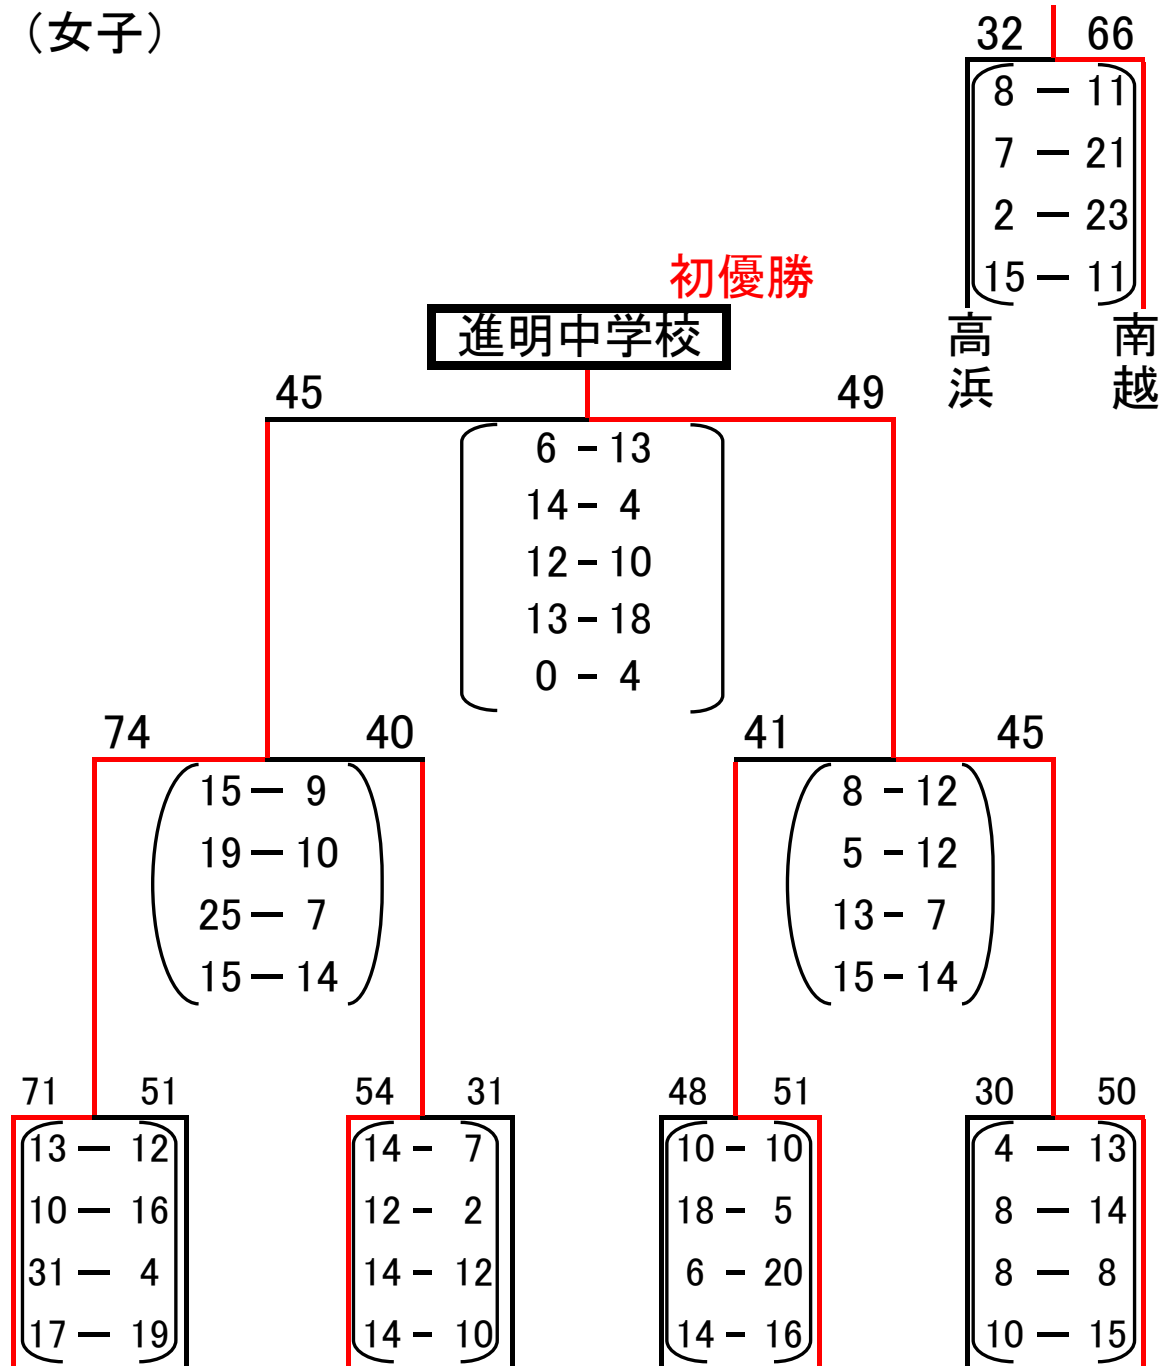 （女子）
32 66
8 ー 11
7 ー 21
2 ー 23
15 ー 11
高浜
南越
初優勝
進明中学校
45 49
6 － 13
14 － 4
12 － 10
13 － 18
0 － 4
74 40
15 ー 9
19 ー 10
25 ー 7
15 ー 14
41 45
8 － 12
5 － 12
13 － 7
15 － 14
71 51
13 ー 12
10 ー 16
31 ー 4
17 ー 19
54 31
14 － 7
12 － 2
14 － 12
14 － 10
48 51
10 － 10
18 － 5
6 － 20
14 － 16
30 50
4 ー 13
8 ー 14
8 ー 8
10 ー 15